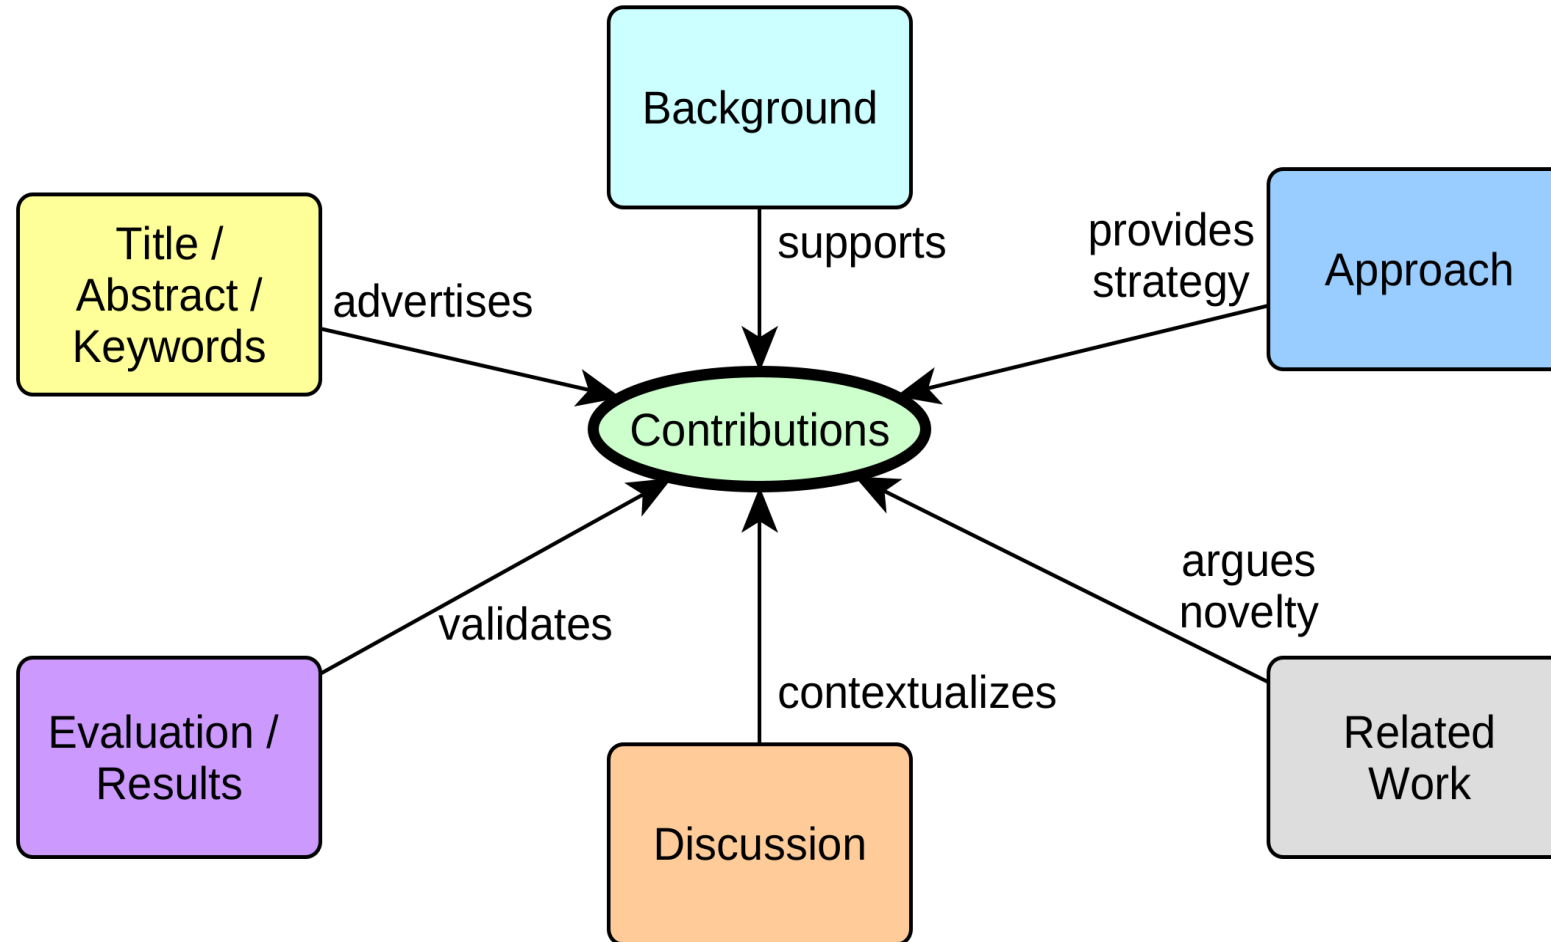 Background
supports
provides
strategy
Approach
Title /
Abstract /
Keywords
advertises
Contributions
validates
argues
novelty
contextualizes
Evaluation /
Results
Discussion
Related
Work